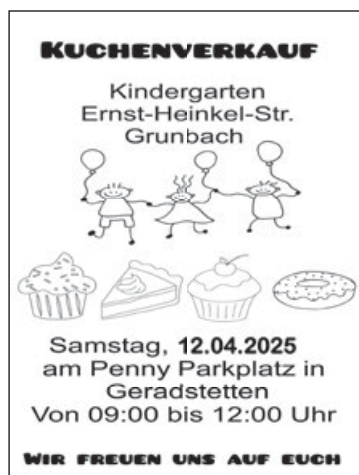 KUCHENVERKAUF
Kindergarten
Ernst-Heinkel-Str.
Grunbach
Samstag, 12.04.2025
am Penny Parkplatz in
Geradstetten
Von 09:00 bis 12:00 Uhr
WIR FREUEN UNS AUF EUCH